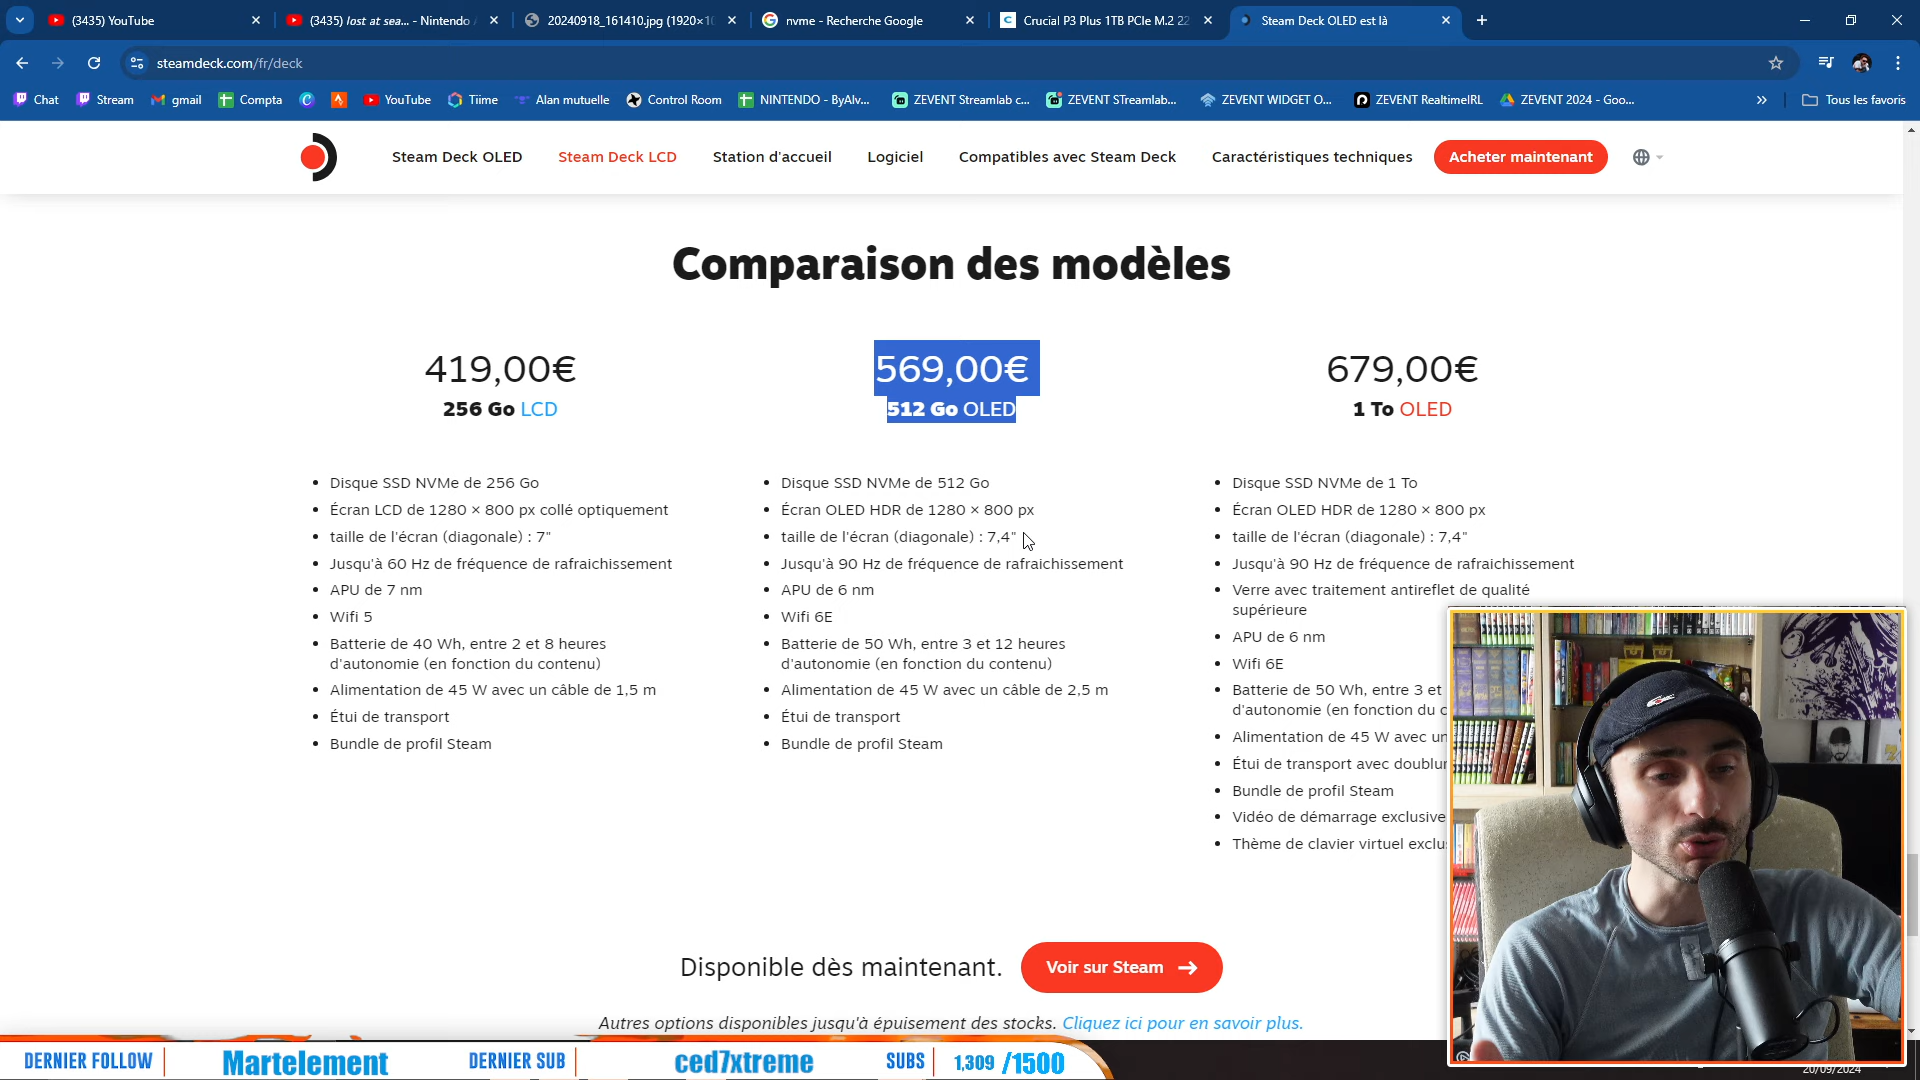 (3435) YouTube
(3435) lost at sea... - Nintendo
20240918_161410.jpg (1920×10
nvme - Recherche Google
Crucial P3 Plus 1TB PCIe M.2 22
Steam Deck OLED est là
steamdeck.com/fr/deck
Chat
Stream
gmail
Compta
YouTube
Tiime
Alan mutuelle
Control Room
NINTENDO - ByAlv...
ZEVENT Streamlab c...
ZEVENT STreamlab...
ZEVENT WIDGET O...
ZEVENT RealtimeIRL
ZEVENT 2024 - Goo...
Tous les favoris
Steam Deck OLED
Steam Deck LCD
Station d'accueil
Logiciel
Compatibles avec Steam Deck
Caractéristiques techniques
Acheter maintenant
Comparaison des modèles
419,00€
256 Go LCD
Disque SSD NVMe de 256 Go
Écran LCD de 1280 × 800 px collé optiquement
taille de l'écran (diagonale) : 7"
Jusqu'à 60 Hz de fréquence de rafraichissement
APU de 7 nm
Wifi 5
Batterie de 40 Wh, entre 2 et 8 heures
d'autonomie (en fonction du contenu)
Alimentation de 45 W avec un câble de 1,5 m
Étui de transport
Bundle de profil Steam
569,00€
512 Go OLED
Disque SSD NVMe de 512 Go
Écran OLED HDR de 1280 × 800 px
taille de l'écran (diagonale) : 7,4"
Jusqu'à 90 Hz de fréquence de rafraichissement
APU de 6 nm
Wifi 6E
Batterie de 50 Wh, entre 3 et 12 heures
d'autonomie (en fonction du contenu)
Alimentation de 45 W avec un câble de 2,5 m
Étui de transport
Bundle de profil Steam
679,00€
1 To OLED
Disque SSD NVMe de 1 To
Écran OLED HDR de 1280 × 800 px
taille de l'écran (diagonale) : 7,4"
Jusqu'à 90 Hz de fréquence de rafraichissement
Verre avec traitement antireflet de qualité
supérieure
APU de 6 nm
Wifi 6E
Batterie de 50 Wh, entre 3 et
d'autonomie (en fonction du c
Alimentation de 45 W avec un
Étui de transport avec doublur
Bundle de profil Steam
Vidéo de démarrage exclusive
Thème de clavier virtuel exclu
Disponible dès maintenant.
Voir sur Steam
Autres options disponibles jusqu'à épuisement des stocks. Cliquez ici pour en savoir plus.
DERNIER FOLLOW
Martelement
DERNIER SUB
ced7xtreme
SUBS
1,309 /1500
20/09/2024